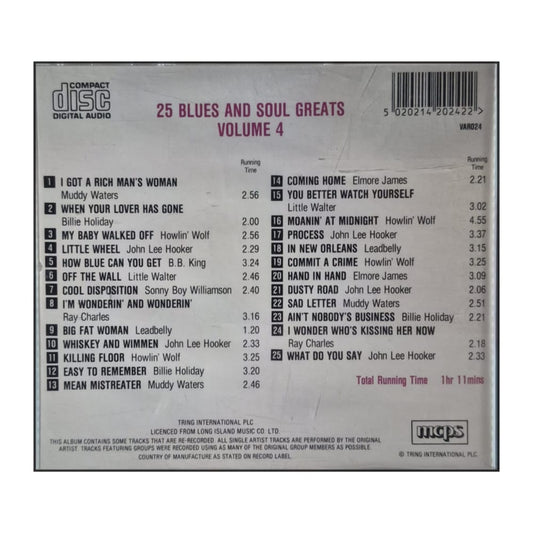 COMPACT
disc
DIGITAL AUDIO
25 BLUES AND SOUL GREATS
VOLUME 4
5 020214 202422 >
VAR024
Running
Time
1 I GOT A RICH MAN'S WOMAN
Muddy Waters 2.56
2 WHEN YOUR LOVER HAS GONE
Billie Holiday 2.00
3 MY BABY WALKED OFF Howlin' Wolf 2.56
4 LITTLE WHEEL John Lee Hooker 2.29
5 HOW BLUE CAN YOU GET B.B. King 3.24
6 OFF THE WALL Little Walter 2.46
7 COOL DISPOSITION Sonny Boy Williamson 2.40
8 I'M WONDERIN' AND WONDERIN'
Ray Charles 3.16
9 BIG FAT WOMAN Leadbelly 1.20
10 WHISKEY AND WIMMEN John Lee Hooker 2.33
11 KILLING FLOOR Howlin' Wolf 2.33
12 EASY TO REMEMBER Billie Holiday 3.20
13 MEAN MISTREATER Muddy Waters 2.46
Running
Time
14 COMING HOME Elmore James 2.21
15 YOU BETTER WATCH YOURSELF
Little Walter 3.02
16 MOANIN' AT MIDNIGHT Howlin' Wolf 4.55
17 PROCESS John Lee Hooker 3.37
18 IN NEW ORLEANS Leadbelly 3.15
19 COMMIT A CRIME Howlin' Wolf 3.25
20 HAND IN HAND Elmore James 3.09
21 DUSTY ROAD John Lee Hooker 2.06
22 SAD LETTER Muddy Waters 2.51
23 AIN'T NOBODY'S BUSINESS Billie Holiday 2.21
24 I WONDER WHO'S KISSING HER NOW
Ray Charles 2.18
25 WHAT DO YOU SAY John Lee Hooker 2.33
Total Running Time 1hr 11mins
TRING INTERNATIONAL PLC
LICENCED FROM LONG ISLAND MUSIC CO. LTD.
THIS ALBUM CONTAINS SOME TRACKS THAT ARE RE-RECORDED. ALL SINGLE ARTIST TRACKS ARE PERFORMED BY THE ORIGINAL
ARTIST. TRACKS FEATURING GROUPS WERE RECORDED USING AS MANY OF THE ORIGINAL GROUP MEMBERS AS POSSIBLE.
COUNTRY OF MANUFACTURE AS STATED ON RECORD LABEL.
mcps
© TRING INTERNATIONAL PLC.